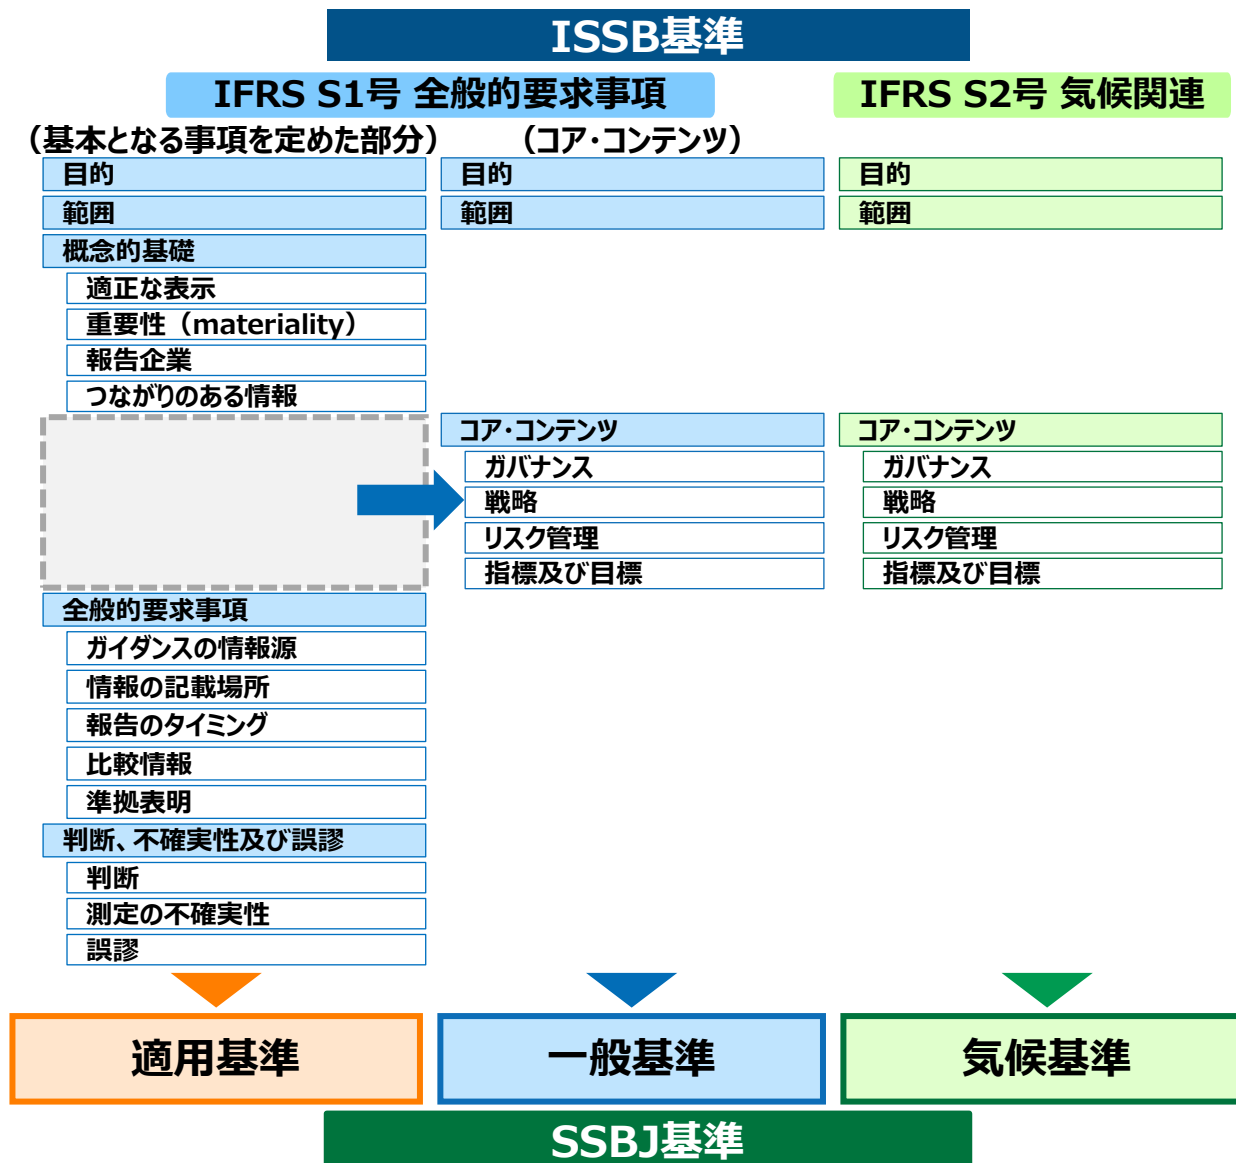 ISSB基準
IFRS S1号 全般的要求事項
IFRS S2号 気候関連
（基本となる事項を定めた部分）
（コア・コンテンツ）
目的
範囲
概念的基礎
適正な表示
重要性（materiality）
報告企業
つながりのある情報
全般的要求事項
ガイダンスの情報源
情報の記載場所
報告のタイミング
比較情報
準拠表明
判断、不確実性及び誤謬
判断
測定の不確実性
誤謬
目的
範囲
コア・コンテンツ
ガバナンス
戦略
リスク管理
指標及び目標
目的
範囲
コア・コンテンツ
ガバナンス
戦略
リスク管理
指標及び目標
適用基準
一般基準
気候基準
SSBJ基準